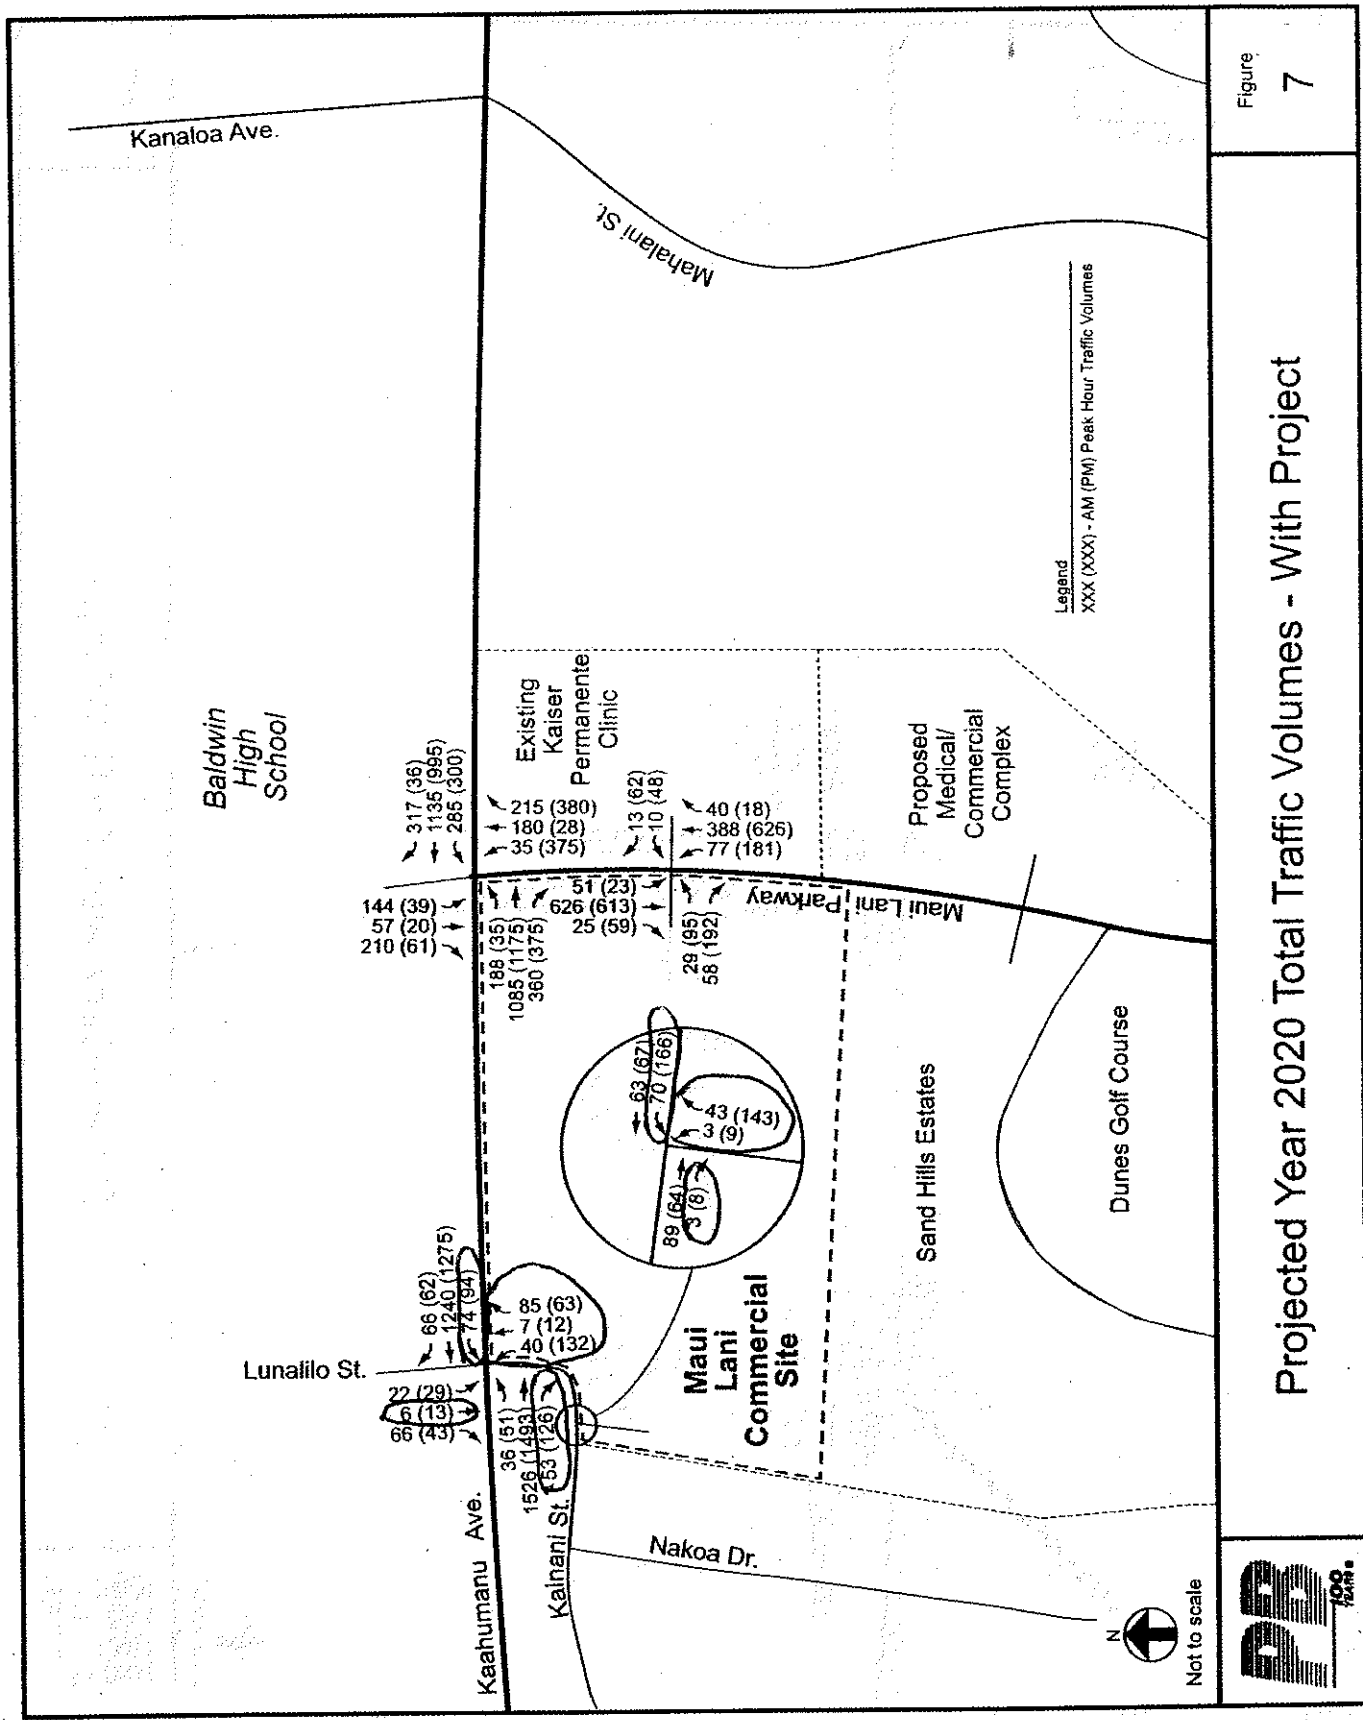 Kanaloa Ave.
Mahalani St.
Baldwin
High
School
317 (36)
1135 (995)
285 (300)
144 (39)
57 (20)
210 (61)
188 (35)
1085 (1175)
360 (375)
215 (380)
180 (28)
35 (375)
Existing
Kaiser
Permanente
Clinic
13 (62)
10 (48)
51 (23)
626 (613)
25 (59)
40 (18)
388 (626)
77 (181)
29 (95)
58 (192)
Maui Lani
Parkway
Proposed
Medical/
Commercial
Complex
Legend
XXX (XXX) - AM (PM) Peak Hour Traffic Volumes
63 (67)
70 (166)
43 (143)
3 (9)
89 (64)
3 (8)
Lunalilo St.
66 (62)
1240 (1275)
74 (94)
22 (29)
6 (13)
66 (43)
85 (63)
7 (12)
40 (132)
36 (51)
1526 (1493)
53 (126)
Kaahumanu Ave.
Kainani St.
Nakoa Dr.
Maui
Lani
Commercial
Site
Sand Hills Estates
Dunes Golf Course
N
Not to scale
PB
100
YEARS
Projected Year 2020 Total Traffic Volumes - With Project
Figure
7